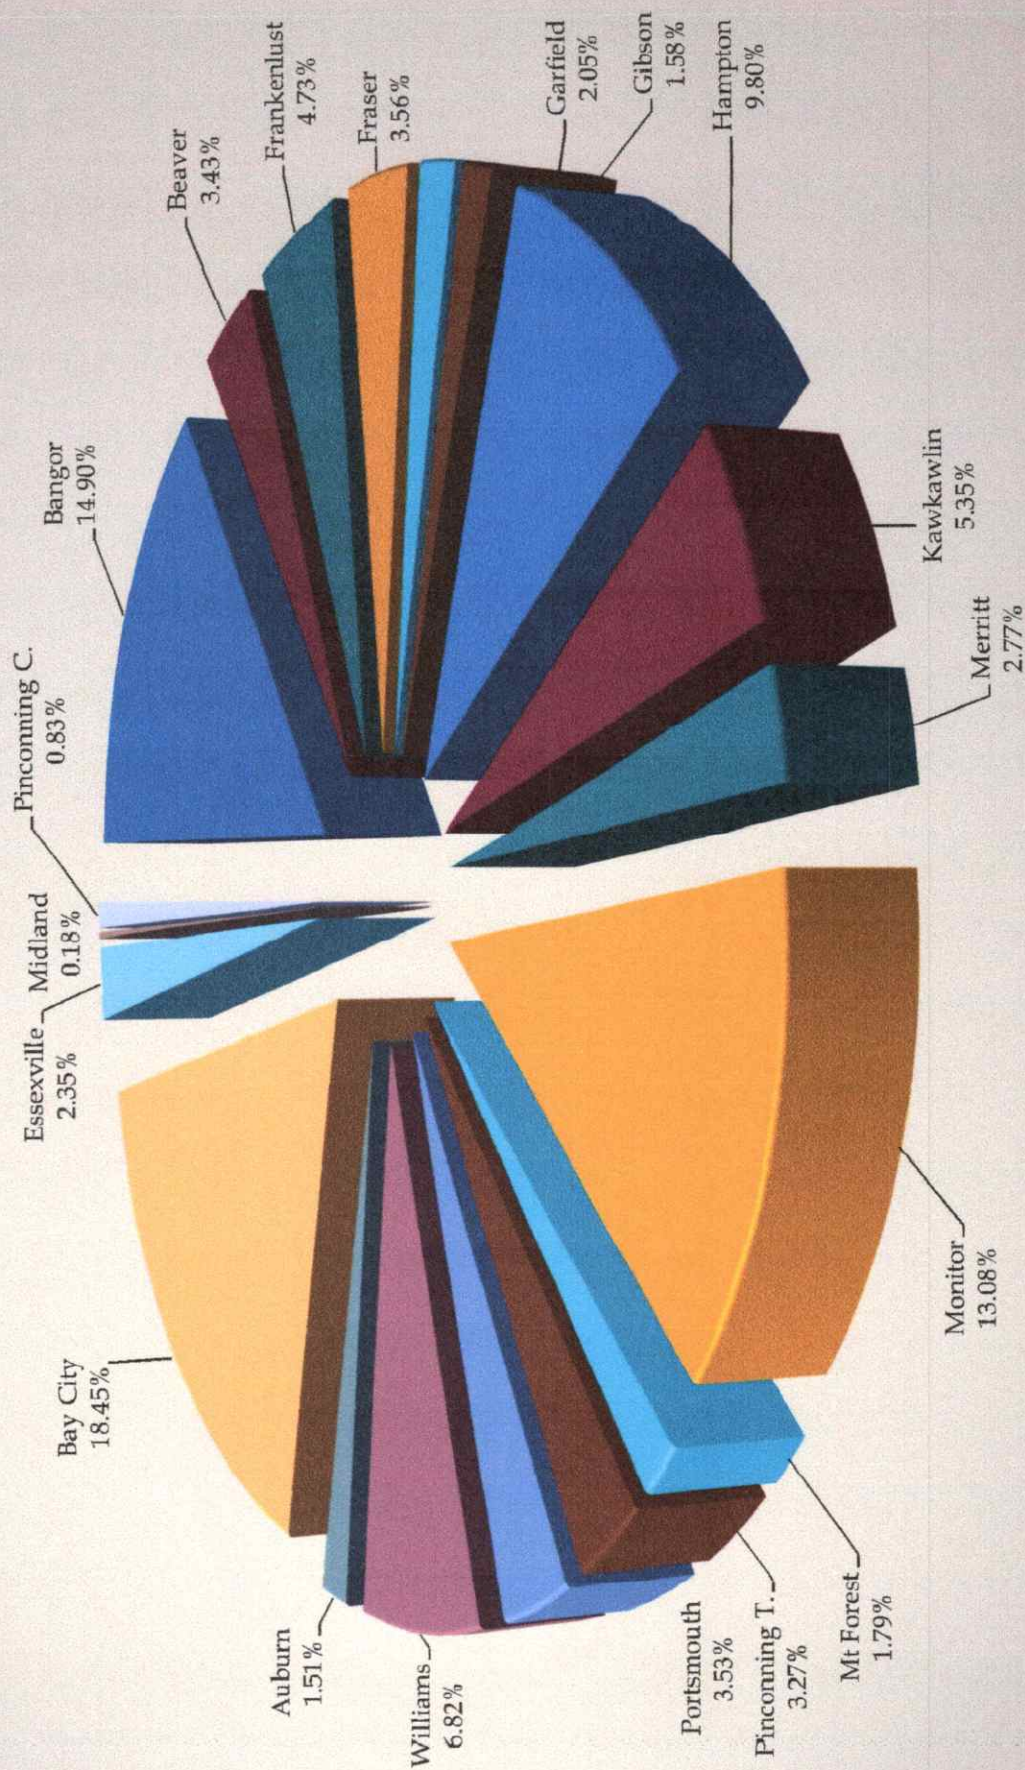 Essexville
2.35%
Midland
0.18%
Pinconning C.
0.83%
Bangor
14.90%
Beaver
3.43%
Frankenlust
4.73%
Fraser
3.56%
Garfield
2.05%
Gibson
1.58%
Hampton
9.80%
Kawkawlin
5.35%
Merritt
2.77%
Monitor
13.08%
Mt Forest
1.79%
Pinconning T.
3.27%
Portsmouth
3.53%
Williams
6.82%
Auburn
1.51%
Bay City
18.45%